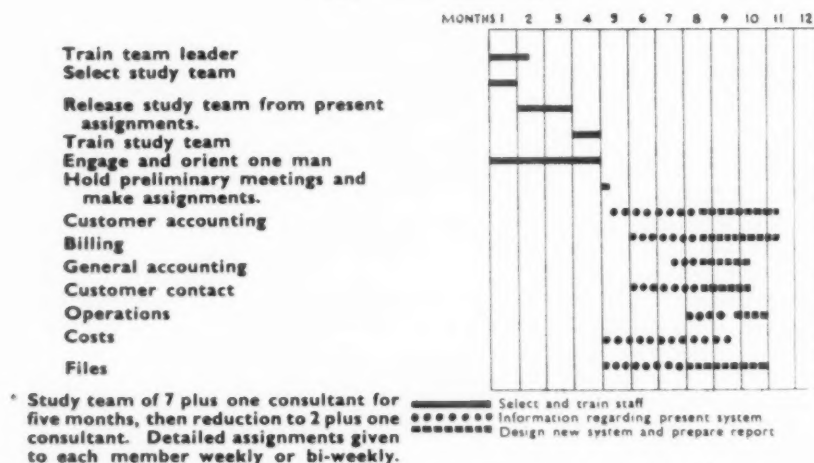 MONTHS 1 2 3 4 5 6 7 8 9 10 11 12
Train team leader
Select study team
Release study team from present
assignments.
Train study team
Engage and orient one man
Hold preliminary meetings and
make assignments.
Customer accounting
Billing
General accounting
Customer contact
Operations
Costs
Files
* Study team of 7 plus one consultant for
five months, then reduction to 2 plus one
consultant. Detailed assignments given
to each member weekly or bi-weekly.
Select and train staff
Information regarding present system
Design new system and prepare report